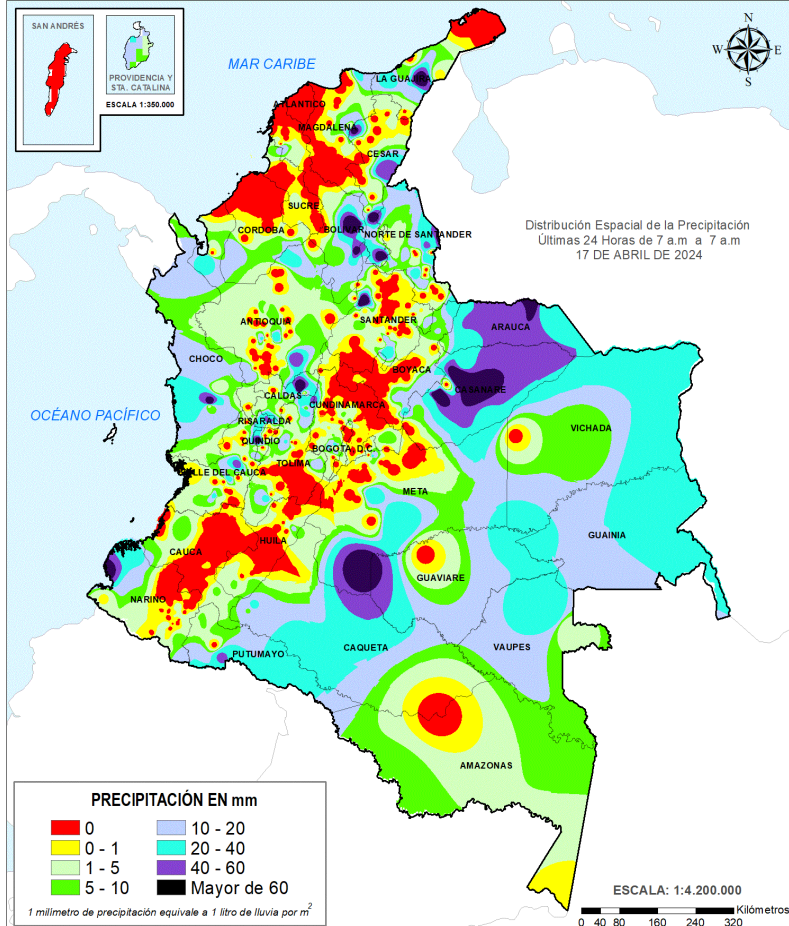 SAN ANDRÉS
PROVIDENCIA Y
STA. CATALINA
ESCALA 1:350.000
MAR CARIBE
N
W
E
S
LA GUAJIRA
ATLANTICO
MAGDALENA
CESAR
SUCRE
CORDOBA
BOLIVAR
NORTE DE SANTANDER
Distribución Espacial de la Precipitación
Últimas 24 Horas de 7 a.m a 7 a.m
17 DE ABRIL DE 2024
ANTIOQUIA
SANTANDER
ARAUCA
CHOCO
BOYACA
CASANARE
CALDAS
CUNDINAMARCA
OCÉANO PACÍFICO
RISARALDA
VICHADA
QUINDIO
BOGOTA D.C.
TOLIMA
VALLE DEL CAUCA
META
GUAINIA
CAUCA
HUILA
GUAVIARE
NARIÑO
PUTUMAYO
CAQUETA
VAUPES
AMAZONAS
PRECIPITACIÓN EN mm
0
0 - 1
1 - 5
5 - 10
10 - 20
20 - 40
40 - 60
Mayor de 60
1 milímetro de precipitación equivale a 1 litro de lluvia por m²
ESCALA: 1:4.200.000
Kilómetros
0 40 80 160 240 320